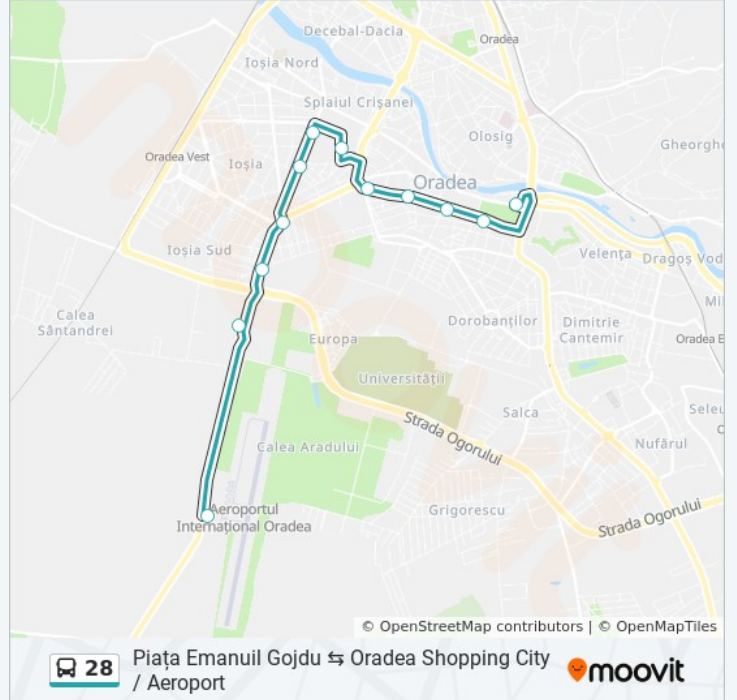 Decebal-Dacia
Oradea
Ioșia Nord
Splaiul Crișanei
Olosig
Gheorghe
Oradea Vest
Ioșia
Oradea
Ioșia Sud
Velența
Dragoș Vod
Calea
Sântandrei
Dorobanților
Dimitrie
Cantemir
Europa
Oradea E
Universității
Salca
Seleu
Strada Ogorului
Nufărul
Calea Aradului
Aeroportul
Internațional Oradea
Grigorescu
Strada Ogorului
© OpenStreetMap contributors | © OpenMapTiles
28
Piața Emanuil Gojdu ⇆ Oradea Shopping City
/ Aeroport
moovit